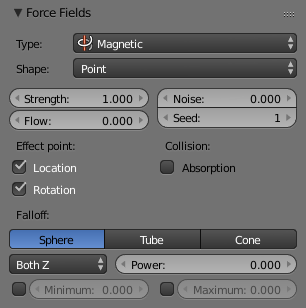 Force Fields
Type: Magnetic
Shape: Point
Strength: 1.000 Noise: 0.000
Flow: 0.000 Seed: 1
Effect point: Collision:
Location Absorption
Rotation
Falloff:
Sphere Tube Cone
Both Z Power: 0.000
Minimum: 0.000 Maximum: 0.000